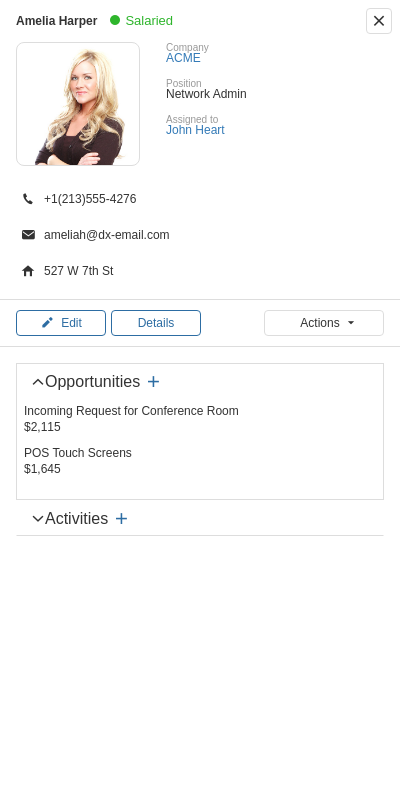 Amelia Harper Salaried
Company
ACME
Position
Network Admin
Assigned to
John Heart
+1(213)555-4276
ameliah@dx-email.com
527 W 7th St
Edit Details Actions
Opportunities
Incoming Request for Conference Room
$2,115
POS Touch Screens
$1,645
Activities